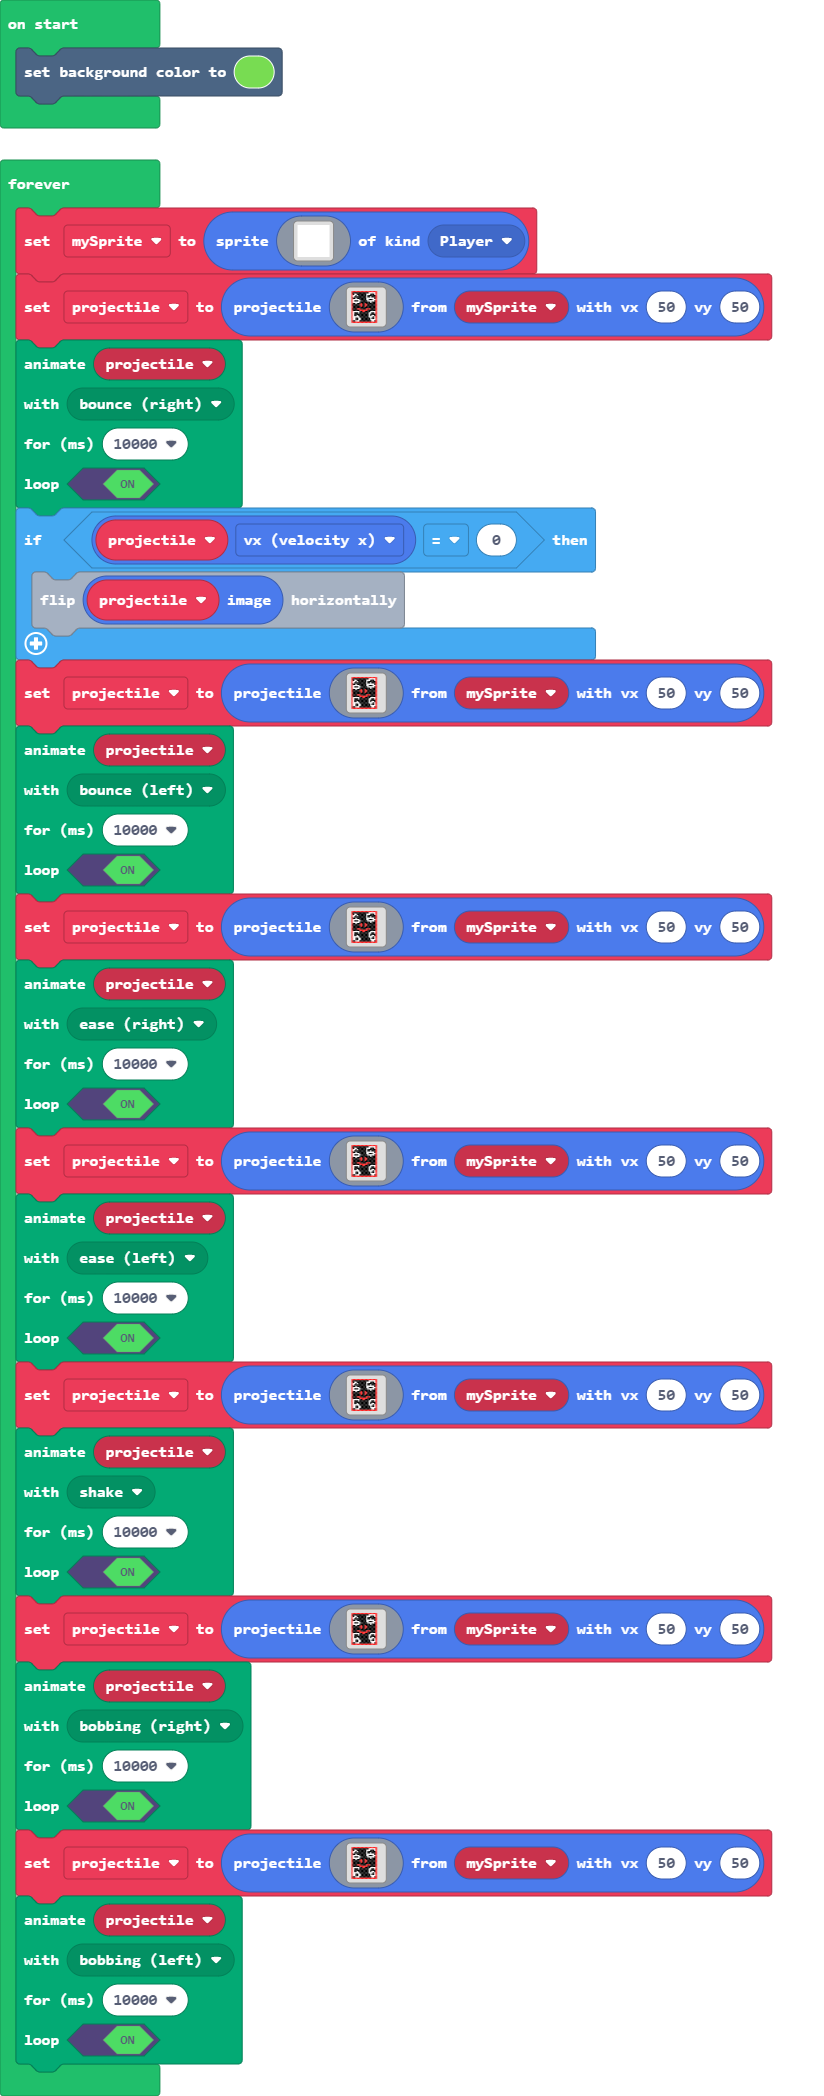 on start
set background color to
forever
set mySprite to sprite of kind Player
set projectile to projectile from mySprite with vx 50 vy 50
animate projectile
with bounce (right)
for (ms) 10000
loop ON
if projectile vx (velocity x) = 0 then
flip projectile image horizontally
set projectile to projectile from mySprite with vx 50 vy 50
animate projectile
with bounce (left)
for (ms) 10000
loop ON
set projectile to projectile from mySprite with vx 50 vy 50
animate projectile
with ease (right)
for (ms) 10000
loop ON
set projectile to projectile from mySprite with vx 50 vy 50
animate projectile
with ease (left)
for (ms) 10000
loop ON
set projectile to projectile from mySprite with vx 50 vy 50
animate projectile
with shake
for (ms) 10000
loop ON
set projectile to projectile from mySprite with vx 50 vy 50
animate projectile
with bobbing (right)
for (ms) 10000
loop ON
set projectile to projectile from mySprite with vx 50 vy 50
animate projectile
with bobbing (left)
for (ms) 10000
loop ON